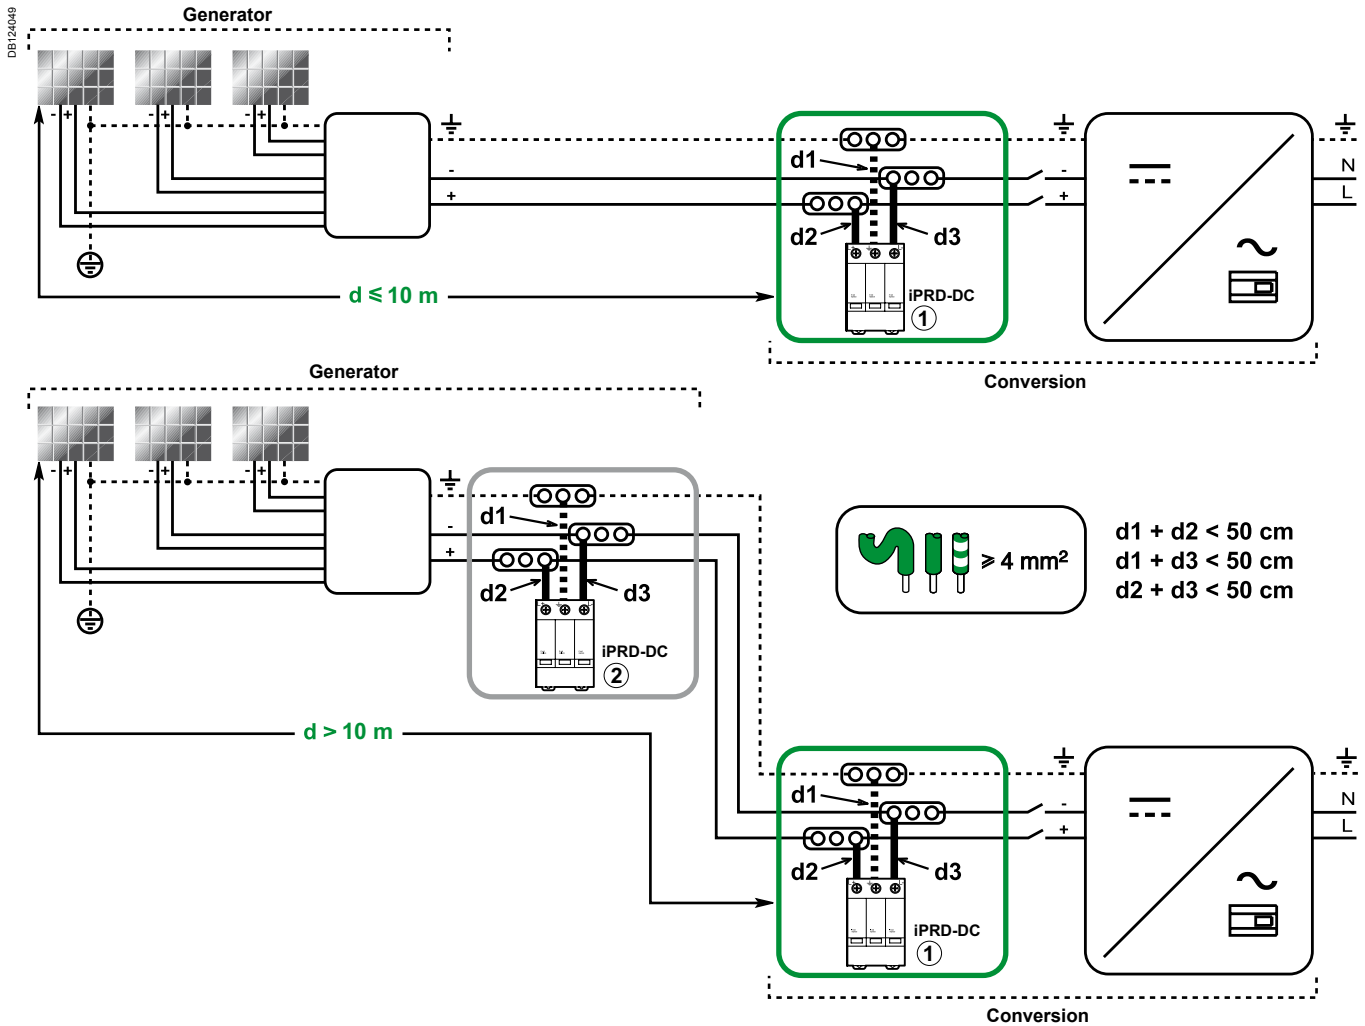 DB124049
Generator
- + - + - +
-
+
d1
d2
d3
iPRD-DC
1
-
+
N
L
d ≤ 10 m
Conversion
Generator
- + - + - +
-
+
d1
d2
d3
iPRD-DC
2
≥ 4 mm²
d1 + d2 < 50 cm
d1 + d3 < 50 cm
d2 + d3 < 50 cm
d > 10 m
d1
d2
d3
iPRD-DC
1
-
+
N
L
Conversion